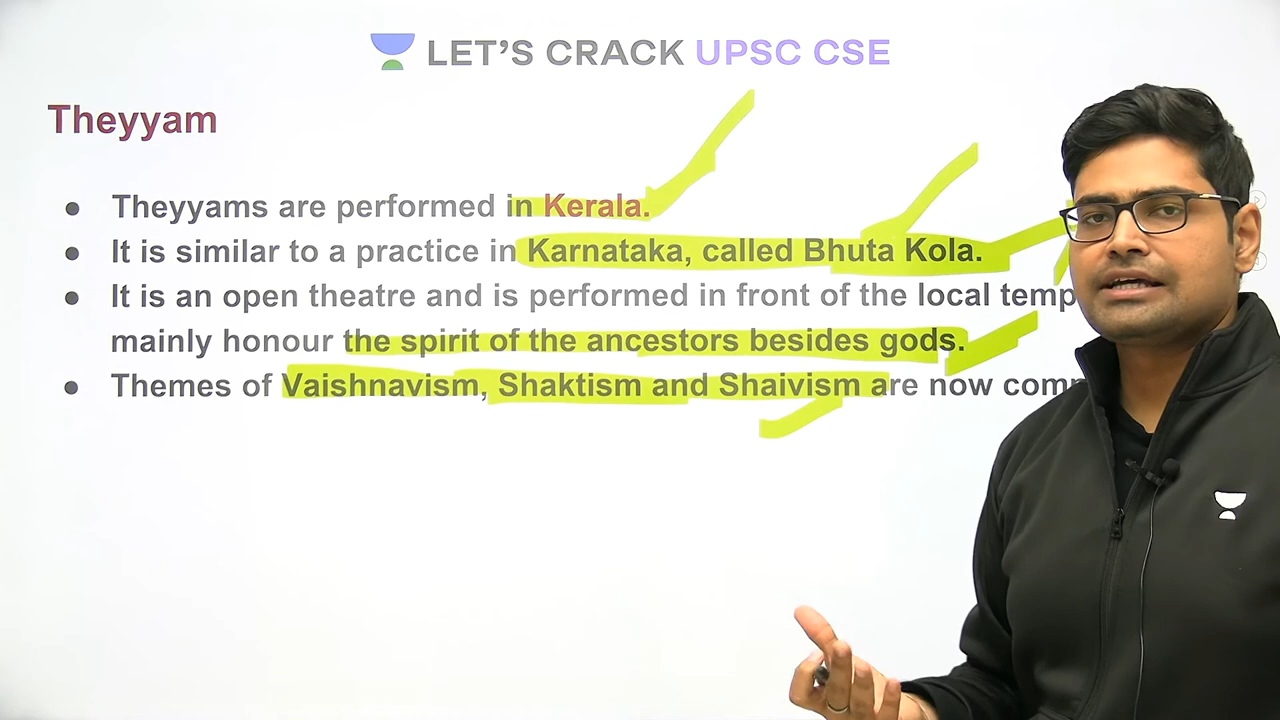 LET'S CRACK UPSC CSE
Theyyam
● Theyyams are performed in Kerala.
● It is similar to a practice in Karnataka, called Bhuta Kola.
● It is an open theatre and is performed in front of the local
mainly honour the spirit of the ancestors besides gods.
● Themes of Vaishnavism, Shaktism and Shaivism are now